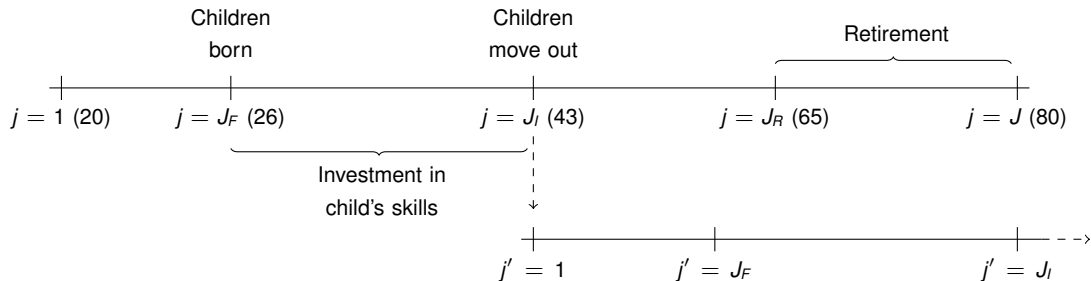 Children
born
Children
move out
Retirement
j = 1 (20)
j = J_F (26)
j = J_I (43)
j = J_R (65)
j = J (80)
Investment in
child's skills
j′ = 1
j′ = J_F
j′ = J_I